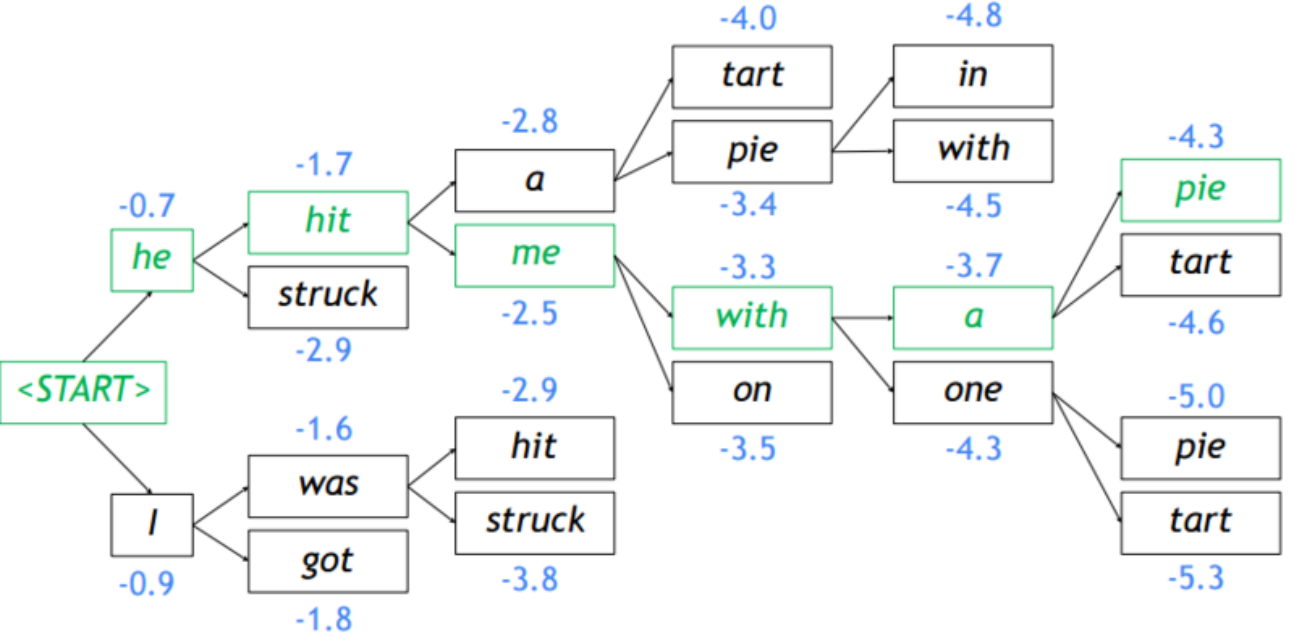 -4.0
-4.8
tart
in
-2.8
-4.3
-1.7
a
pie
with
pie
-0.7
hit
-3.4
-4.5
he
me
-3.3
-3.7
tart
struck
-2.5
with
a
-4.6
-2.9
<START>
-2.9
on
one
-5.0
-1.6
hit
-3.5
-4.3
pie
was
I
struck
tart
got
-0.9
-3.8
-5.3
-1.8